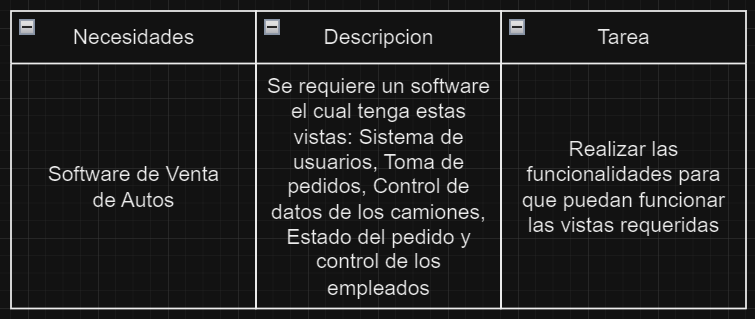 Necesidades
Descripcion
Tarea
Software de Venta
de Autos
Se requiere un software
el cual tenga estas
vistas: Sistema de
usuarios, Toma de
pedidos, Control de
datos de los camiones,
Estado del pedido y
control de los
empleados
Realizar las
funcionalidades para
que puedan funcionar
las vistas requeridas